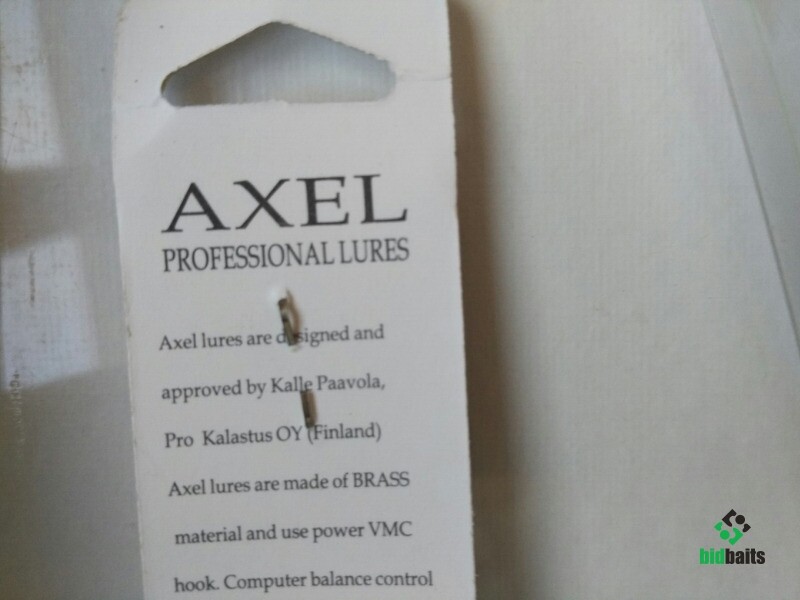 AXEL
PROFESSIONAL LURES
Axel lures are designed and
approved by Kalle Paavola,
Pro Kalastus OY (Finland)
Axel lures are made of BRASS
material and use power VMC
hook. Computer balance control
bidbaits